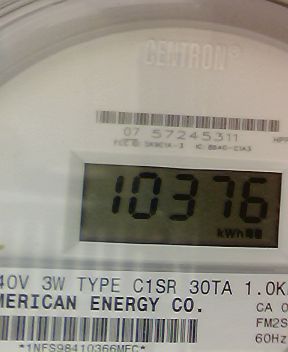 CENTRON®
07 57245311
10376
kWh
40V 3W TYPE C1SR 30TA 1.0K
MERICAN ENERGY CO.
CA 0
FM2S
60Hz
*1NFS98410366MFC*